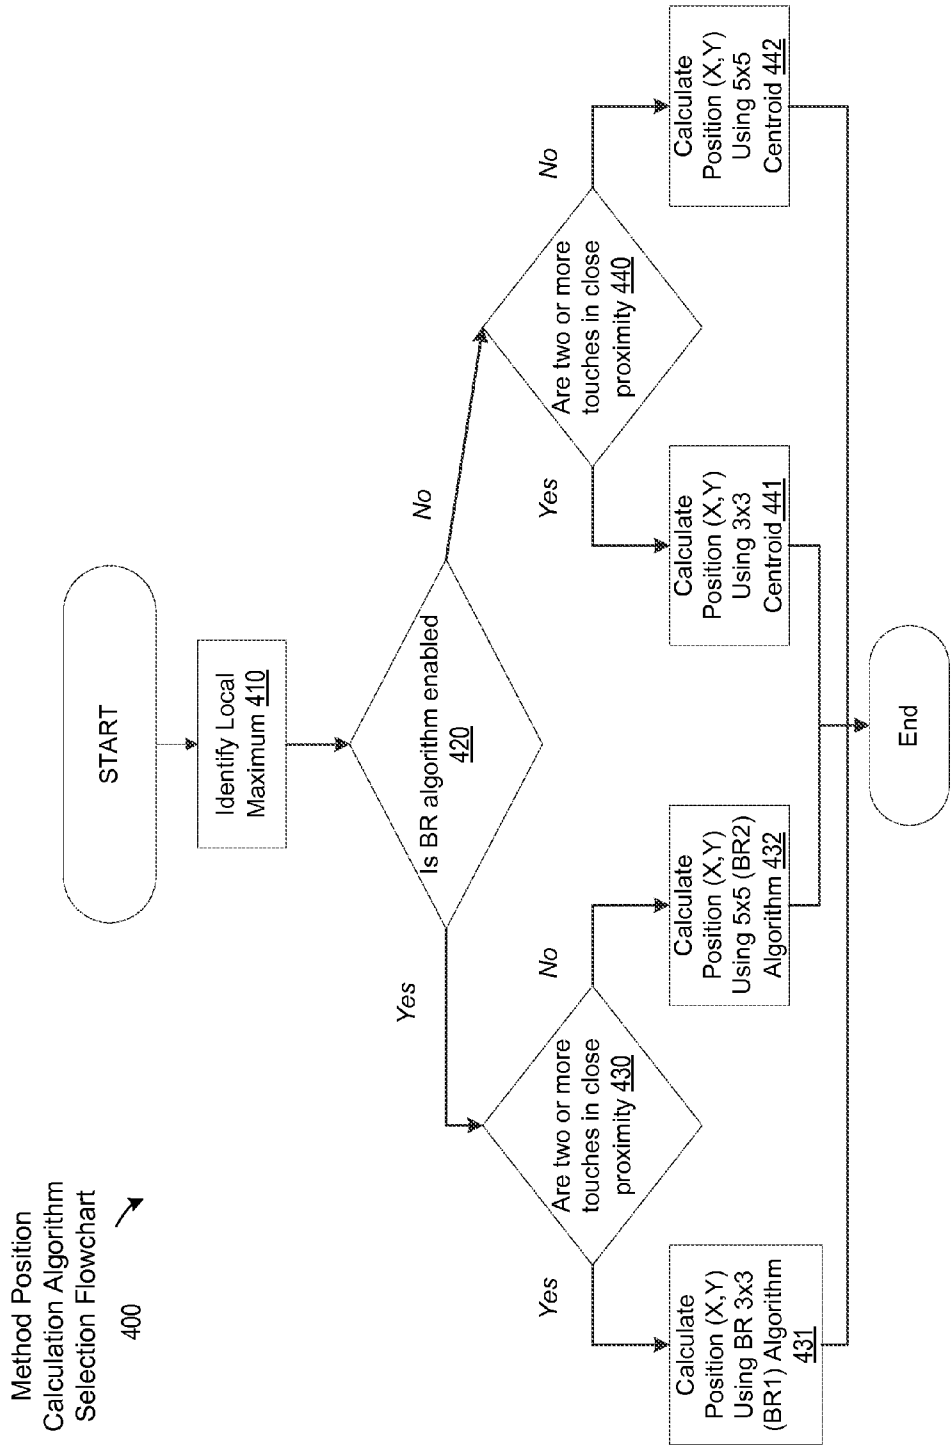 Method Position
Calculation Algorithm
Selection Flowchart
400
START
Identify Local
Maximum 410
Is BR algorithm enabled
420
Yes
No
Are two or more
touches in close
proximity 430
Yes
No
Are two or more
touches in close
proximity 440
Yes
No
Calculate
Position (X,Y)
Using BR 3x3
(BR1) Algorithm
431
Calculate
Position (X,Y)
Using 5x5 (BR2)
Algorithm 432
Calculate
Position (X,Y)
Using 3x3
Centroid 441
Calculate
Position (X,Y)
Using 5x5
Centroid 442
End